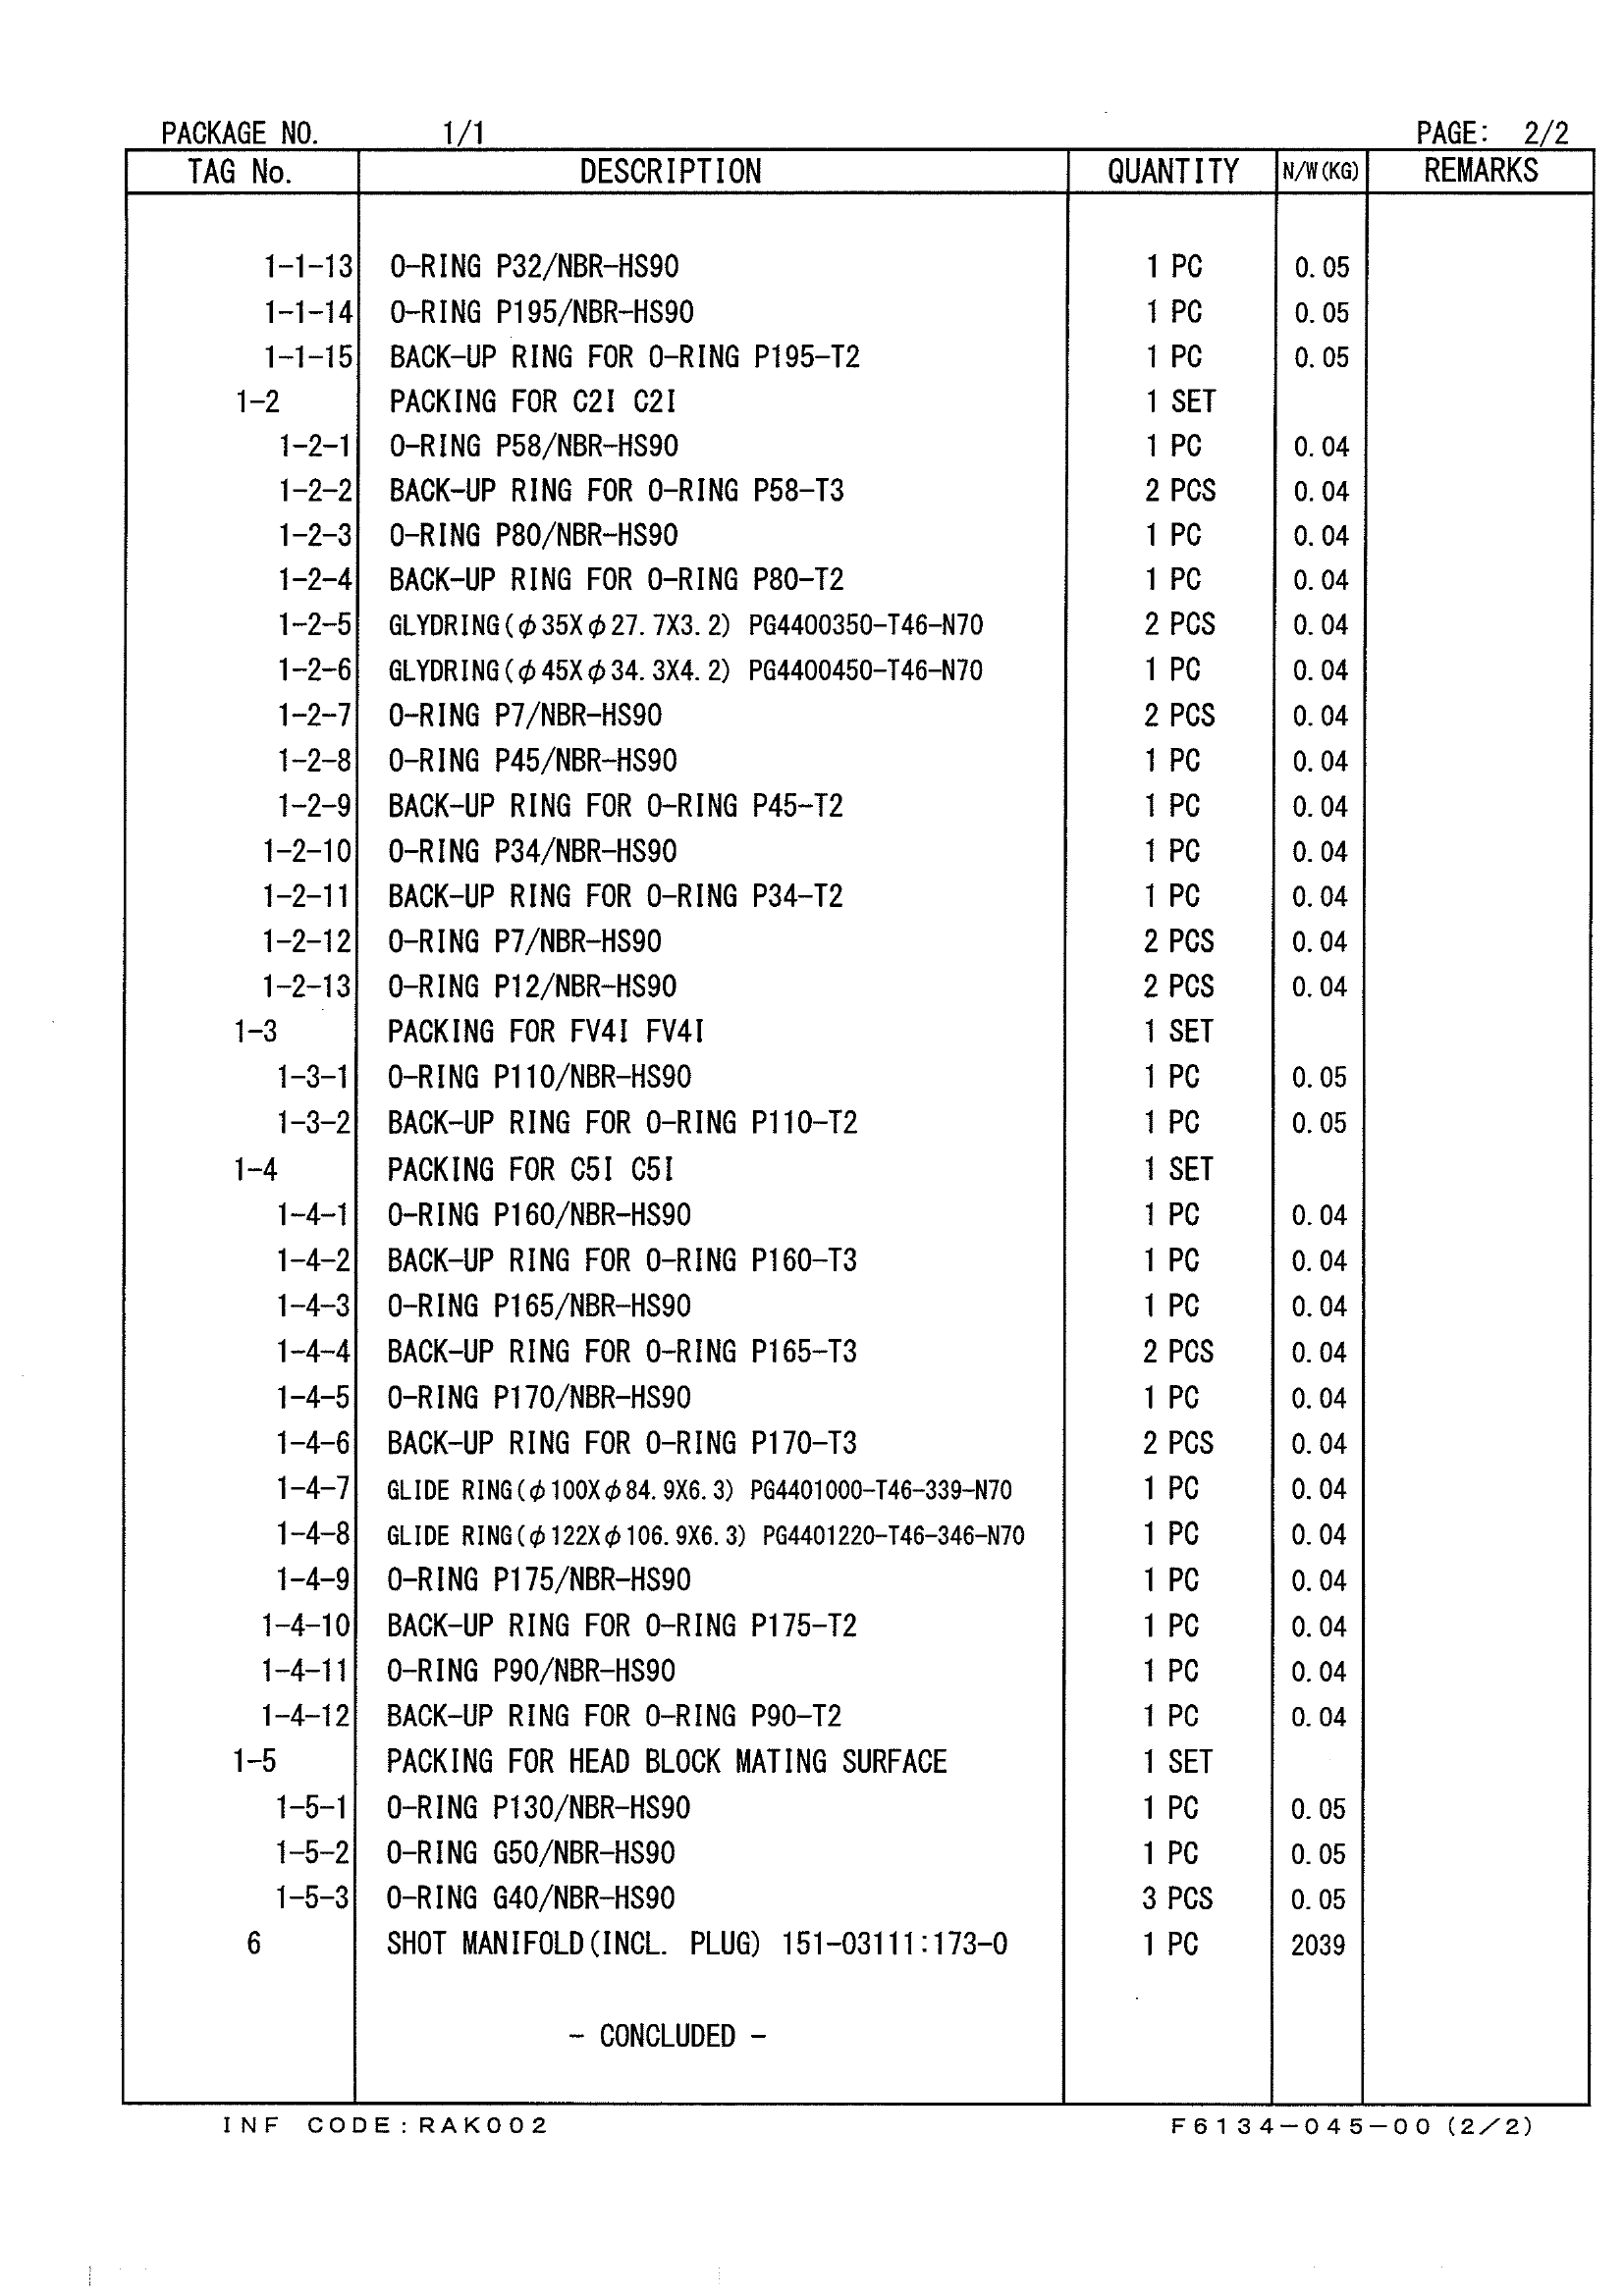 PACKAGE NO. 1/1 PAGE: 2/2
TAG No. DESCRIPTION QUANTITY N/W(KG) REMARKS
1-1-13 O-RING P32/NBR-HS90 1 PC 0.05
1-1-14 O-RING P195/NBR-HS90 1 PC 0.05
1-1-15 BACK-UP RING FOR O-RING P195-T2 1 PC 0.05
1-2 PACKING FOR C2I C2I 1 SET
1-2-1 O-RING P58/NBR-HS90 1 PC 0.04
1-2-2 BACK-UP RING FOR O-RING P58-T3 2 PCS 0.04
1-2-3 O-RING P80/NBR-HS90 1 PC 0.04
1-2-4 BACK-UP RING FOR O-RING P80-T2 1 PC 0.04
1-2-5 GLYDRING(φ35Xφ27.7X3.2) PG4400350-T46-N70 2 PCS 0.04
1-2-6 GLYDRING(φ45Xφ34.3X4.2) PG4400450-T46-N70 1 PC 0.04
1-2-7 O-RING P7/NBR-HS90 2 PCS 0.04
1-2-8 O-RING P45/NBR-HS90 1 PC 0.04
1-2-9 BACK-UP RING FOR O-RING P45-T2 1 PC 0.04
1-2-10 O-RING P34/NBR-HS90 1 PC 0.04
1-2-11 BACK-UP RING FOR O-RING P34-T2 1 PC 0.04
1-2-12 O-RING P7/NBR-HS90 2 PCS 0.04
1-2-13 O-RING P12/NBR-HS90 2 PCS 0.04
1-3 PACKING FOR FV4I FV4I 1 SET
1-3-1 O-RING P110/NBR-HS90 1 PC 0.05
1-3-2 BACK-UP RING FOR O-RING P110-T2 1 PC 0.05
1-4 PACKING FOR C5I C5I 1 SET
1-4-1 O-RING P160/NBR-HS90 1 PC 0.04
1-4-2 BACK-UP RING FOR O-RING P160-T3 1 PC 0.04
1-4-3 O-RING P165/NBR-HS90 1 PC 0.04
1-4-4 BACK-UP RING FOR O-RING P165-T3 2 PCS 0.04
1-4-5 O-RING P170/NBR-HS90 1 PC 0.04
1-4-6 BACK-UP RING FOR O-RING P170-T3 2 PCS 0.04
1-4-7 GLIDE RING(φ100Xφ84.9X6.3) PG4401000-T46-339-N70 1 PC 0.04
1-4-8 GLIDE RING(φ122Xφ106.9X6.3) PG4401220-T46-346-N70 1 PC 0.04
1-4-9 O-RING P175/NBR-HS90 1 PC 0.04
1-4-10 BACK-UP RING FOR O-RING P175-T2 1 PC 0.04
1-4-11 O-RING P90/NBR-HS90 1 PC 0.04
1-4-12 BACK-UP RING FOR O-RING P90-T2 1 PC 0.04
1-5 PACKING FOR HEAD BLOCK MATING SURFACE 1 SET
1-5-1 O-RING P130/NBR-HS90 1 PC 0.05
1-5-2 O-RING G50/NBR-HS90 1 PC 0.05
1-5-3 O-RING G40/NBR-HS90 3 PCS 0.05
6 SHOT MANIFOLD(INCL. PLUG) 151-03111:173-0 1 PC 2039
- CONCLUDED -
INF CODE:RAK002 F6134-045-00 (2/2)